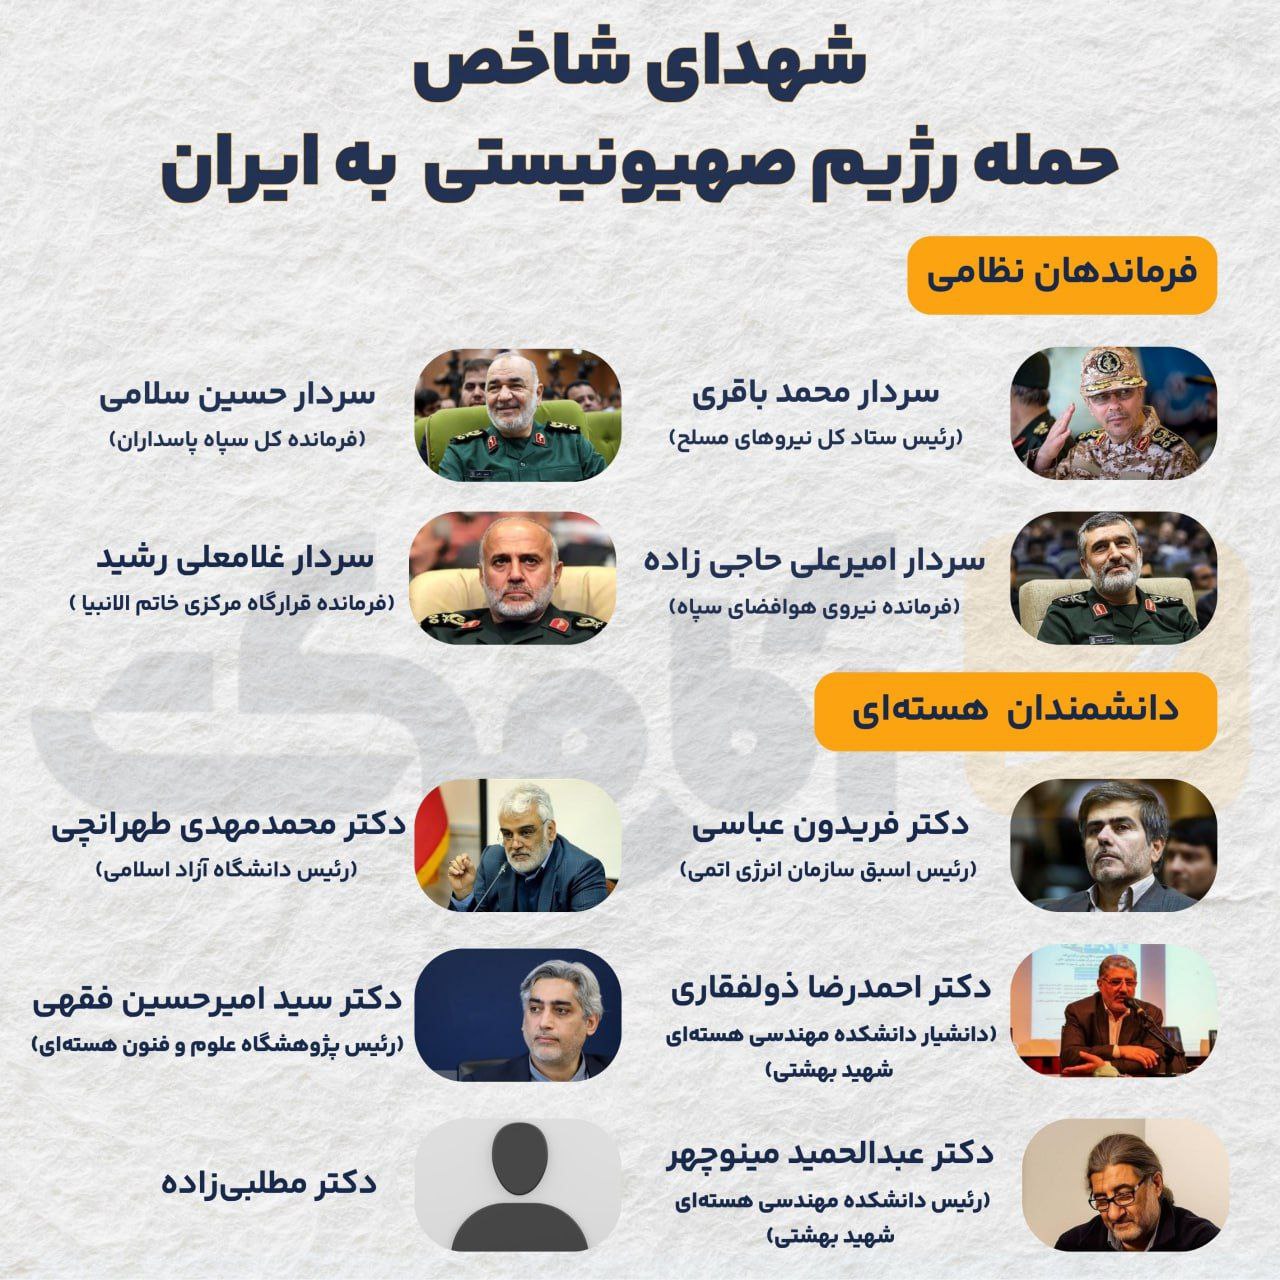 شهدای شاخص
حمله رژیم صهیونیستی به ایران
فرماندهان نظامی
سردار محمد باقری
(رئیس ستاد کل نیروهای مسلح)
سردار حسین سلامی
(فرمانده کل سپاه پاسداران)
سردار امیرعلی حاجی زاده
(فرمانده نیروی هوافضای سپاه)
سردار غلامعلی رشید
(فرمانده قرارگاه مرکزی خاتم الانبیا )
دانشمندان هسته‌ای
دکتر فریدون عباسی
(رئیس اسبق سازمان انرژی اتمی)
دکتر محمدمهدی طهرانچی
(رئیس دانشگاه آزاد اسلامی)
دکتر احمدرضا ذولفقاری
(دانشیار دانشکده مهندسی هسته‌ای
شهید بهشتی)
دکتر سید امیرحسین فقهی
(رئیس پژوهشگاه علوم و فنون هسته‌ای)
دکتر عبدالحمید مینوچهر
(رئیس دانشکده مهندسی هسته‌ای
شهید بهشتی)
دکتر مطلبی‌زاده